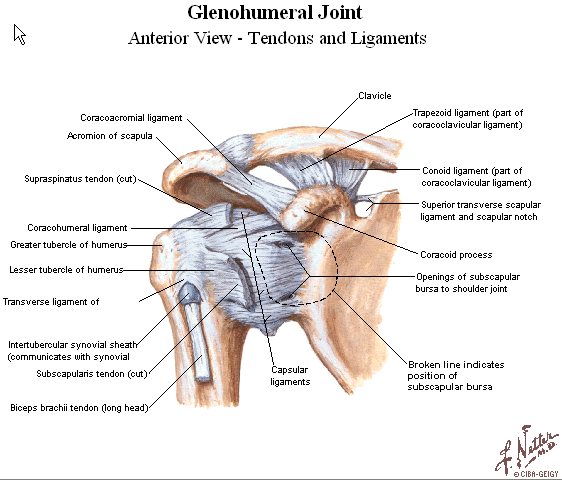 Glenohumeral Joint
Anterior View - Tendons and Ligaments
Clavicle
Coracoacromial ligament
Trapezoid ligament (part of
coracoclavicular ligament)
Acromion of scapula
Supraspinatus tendon (cut)
Conoid ligament (part of
coracoclavicular ligament)
Superior transverse scapular
ligament and scapular notch
Coracohumeral ligament
Greater tubercle of humerus
Coracoid process
Lesser tubercle of humerus
Openings of subscapular
bursa to shoulder joint
Transverse ligament of
Intertubercular synovial sheath
(communicates with synovial
Subscapularis tendon (cut)
Capsular
ligaments
Broken line indicates
position of
subscapular bursa
Biceps brachii tendon (long head)
F. Netter
M.D.
© CIBA-GEIGY